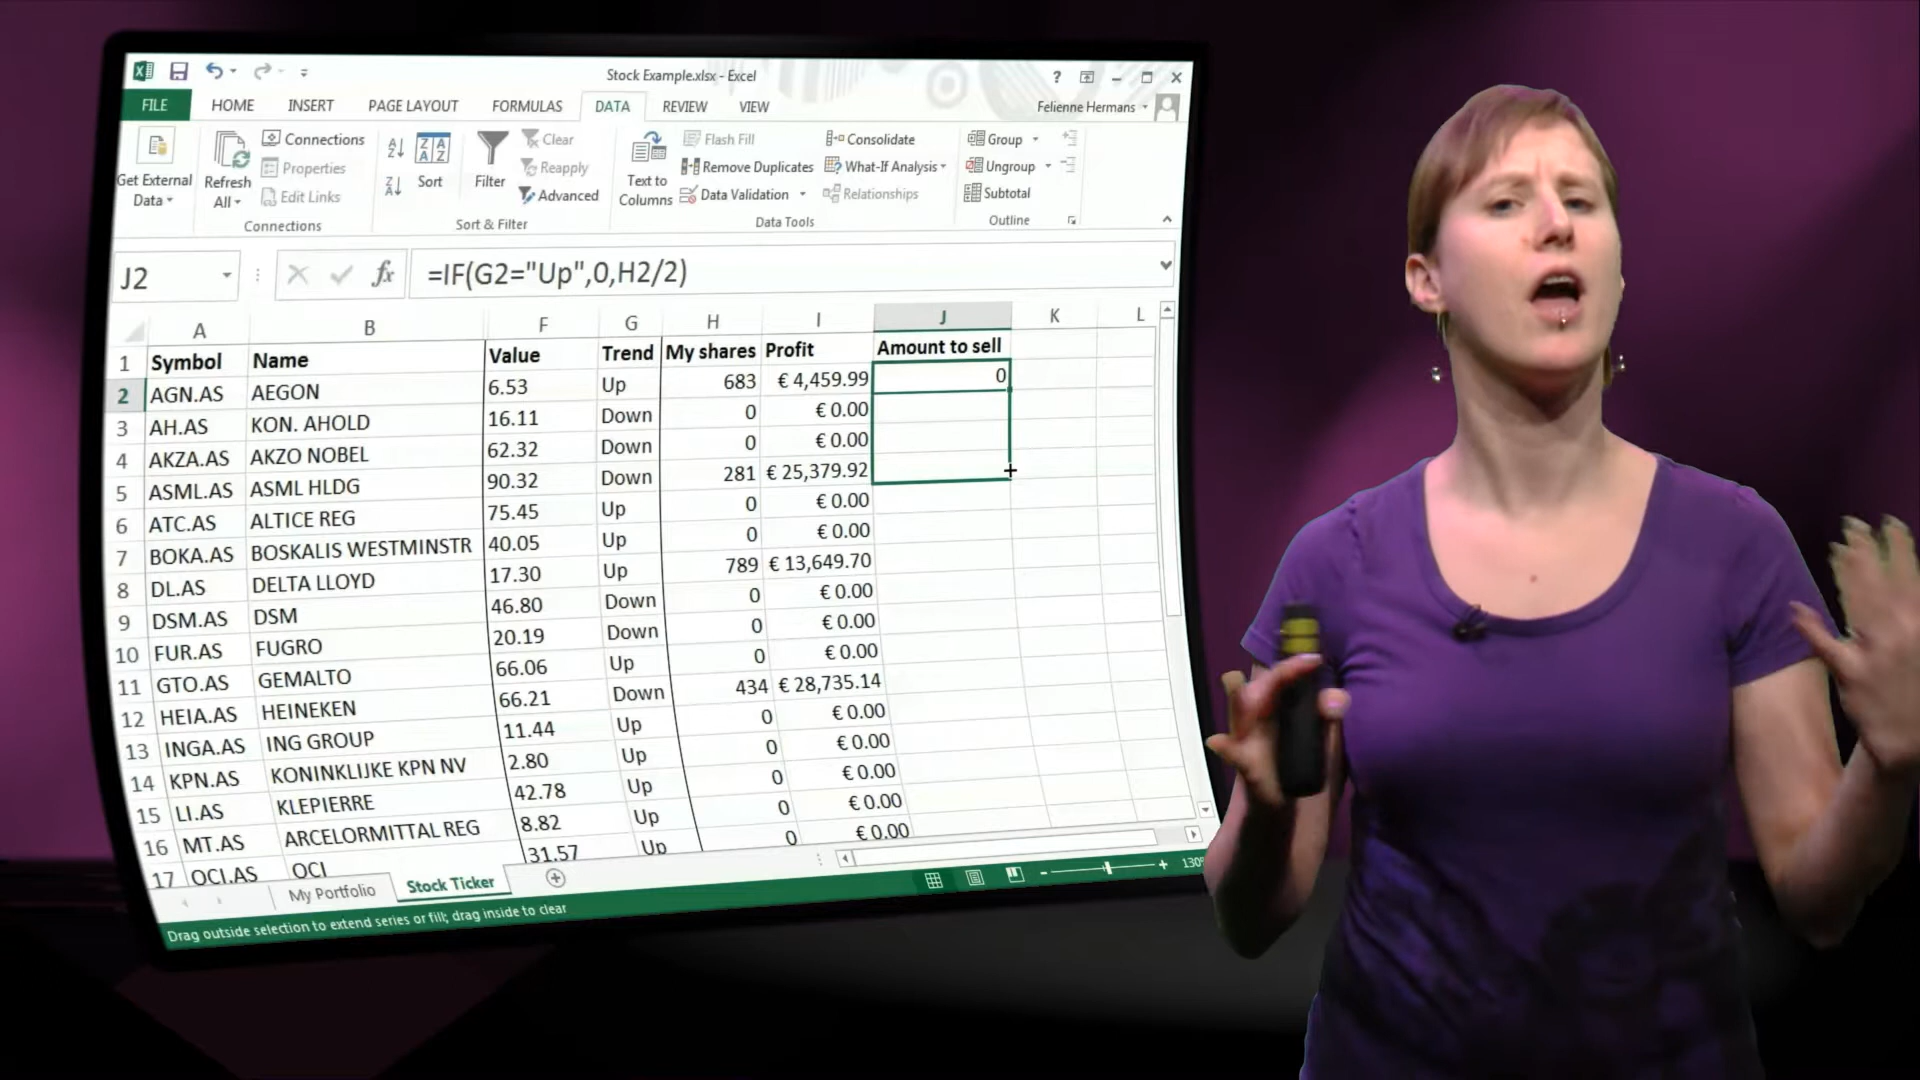 Stock Example.xlsx - Excel
?
FILE HOME INSERT PAGE LAYOUT FORMULAS DATA REVIEW VIEW
Felienne Hermans
Get External
Data
Refresh
All
Connections
Properties
Edit Links
Connections
Sort
Filter
Clear
Reapply
Advanced
Sort & Filter
Text to
Columns
Flash Fill
Remove Duplicates
Data Validation
Consolidate
What-If Analysis
Relationships
Data Tools
Group
Ungroup
Subtotal
Outline
J2 fx =IF(G2="Up",0,H2/2)
A B F G H I J K L
1 Symbol Name Value Trend My shares Profit Amount to sell
2 AGN.AS AEGON 6.53 Up 683 € 4,459.99 0
3 AH.AS KON. AHOLD 16.11 Down 0 € 0.00
4 AKZA.AS AKZO NOBEL 62.32 Down 0 € 0.00
5 ASML.AS ASML HLDG 90.32 Down 281 € 25,379.92
6 ATC.AS ALTICE REG 75.45 Up 0 € 0.00
7 BOKA.AS BOSKALIS WESTMINSTR 40.05 Up 0 € 0.00
8 DL.AS DELTA LLOYD 17.30 Up 789 € 13,649.70
9 DSM.AS DSM 46.80 Down 0 € 0.00
10 FUR.AS FUGRO 20.19 Down 0 € 0.00
11 GTO.AS GEMALTO 66.06 Up 0 € 0.00
12 HEIA.AS HEINEKEN 66.21 Down 434 € 28,735.14
13 INGA.AS ING GROUP 11.44 Up 0 € 0.00
14 KPN.AS KONINKLIJKE KPN NV 2.80 Up 0 € 0.00
15 LI.AS KLEPIERRE 42.78 Up 0 € 0.00
16 MT.AS ARCELORMITTAL REG 8.82 Up 0 € 0.00
17 OCI.AS OCI 31.57 Up 0 € 0.00
My Portfolio Stock Ticker
Drag outside selection to extend series or fill; drag inside to clear
130%